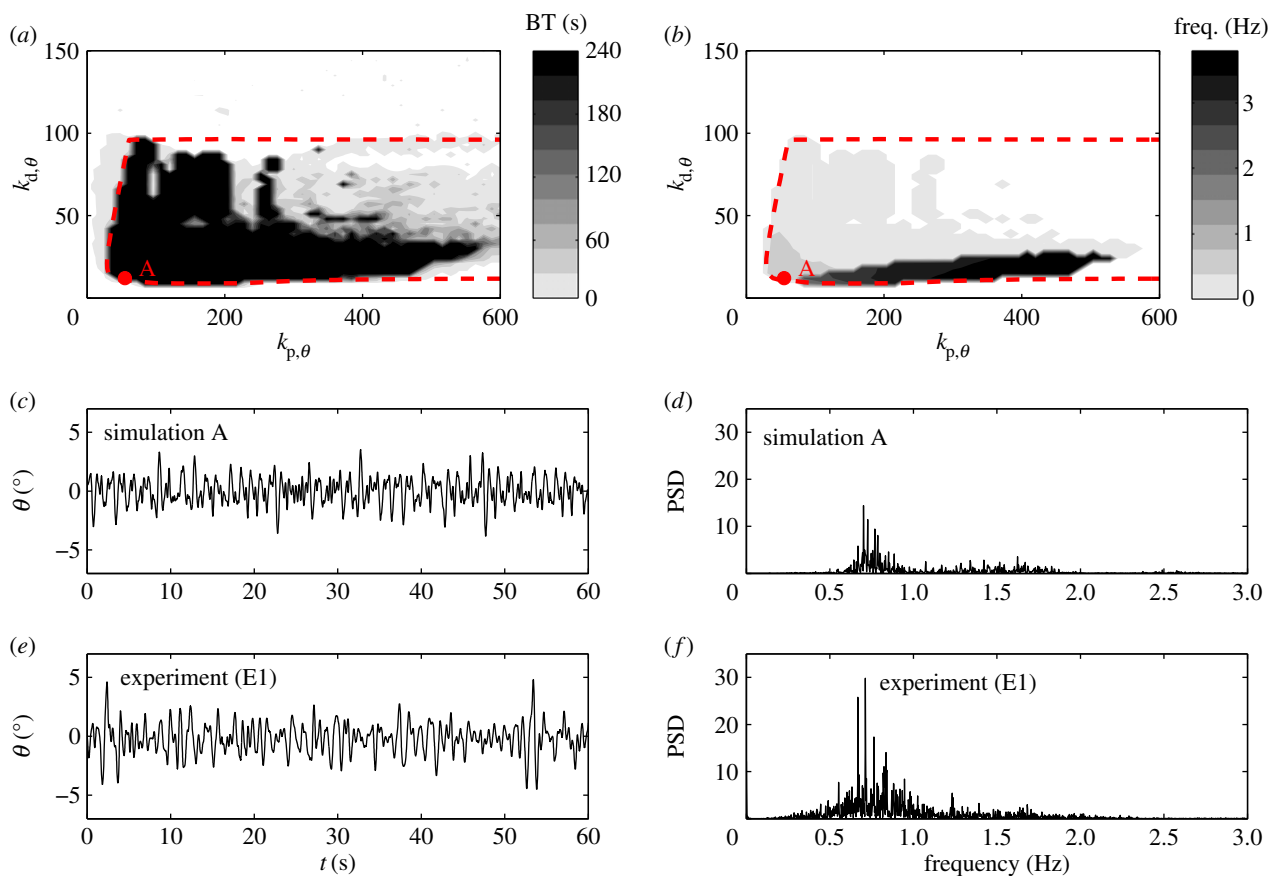 (a)
BT (s)
150
100
50
0
k_d,θ
A
0
200
400
600
k_p,θ
240
180
120
60
0
(b)
freq. (Hz)
150
100
50
0
k_d,θ
A
0
200
400
600
k_p,θ
3
2
1
0
(c)
simulation A
5
0
−5
θ (°)
0 10 20 30 40 50 60
(d)
simulation A
30
20
10
PSD
0.5 1.0 1.5 2.0 2.5 3.0
(e)
experiment (E1)
5
0
−5
θ (°)
0 10 20 30 40 50 60
t (s)
(f)
experiment (E1)
30
20
10
PSD
0 0.5 1.0 1.5 2.0 2.5 3.0
frequency (Hz)